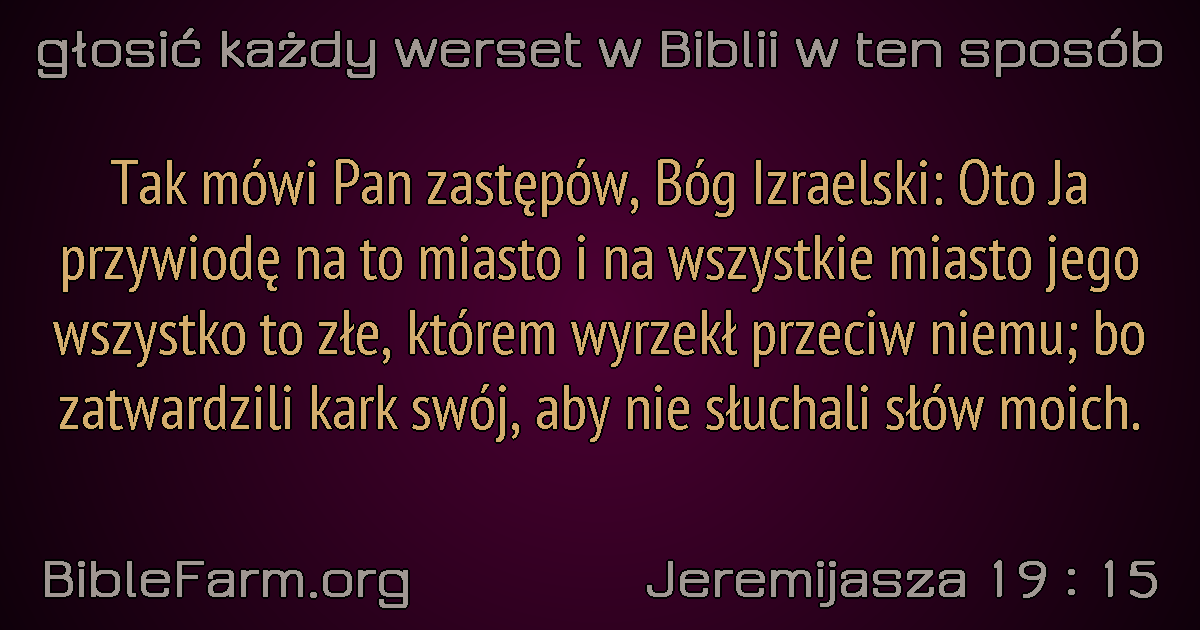 głosić każdy werset w Biblii w ten sposób
Tak mówi Pan zastępów, Bóg Izraelski: Oto Ja
przywiodę na to miasto i na wszystkie miasto jego
wszystko to złe, którem wyrzekł przeciw niemu; bo
zatwardzili kark swój, aby nie słuchali słów moich.
BibleFarm.org
Jeremijasza 19 : 15